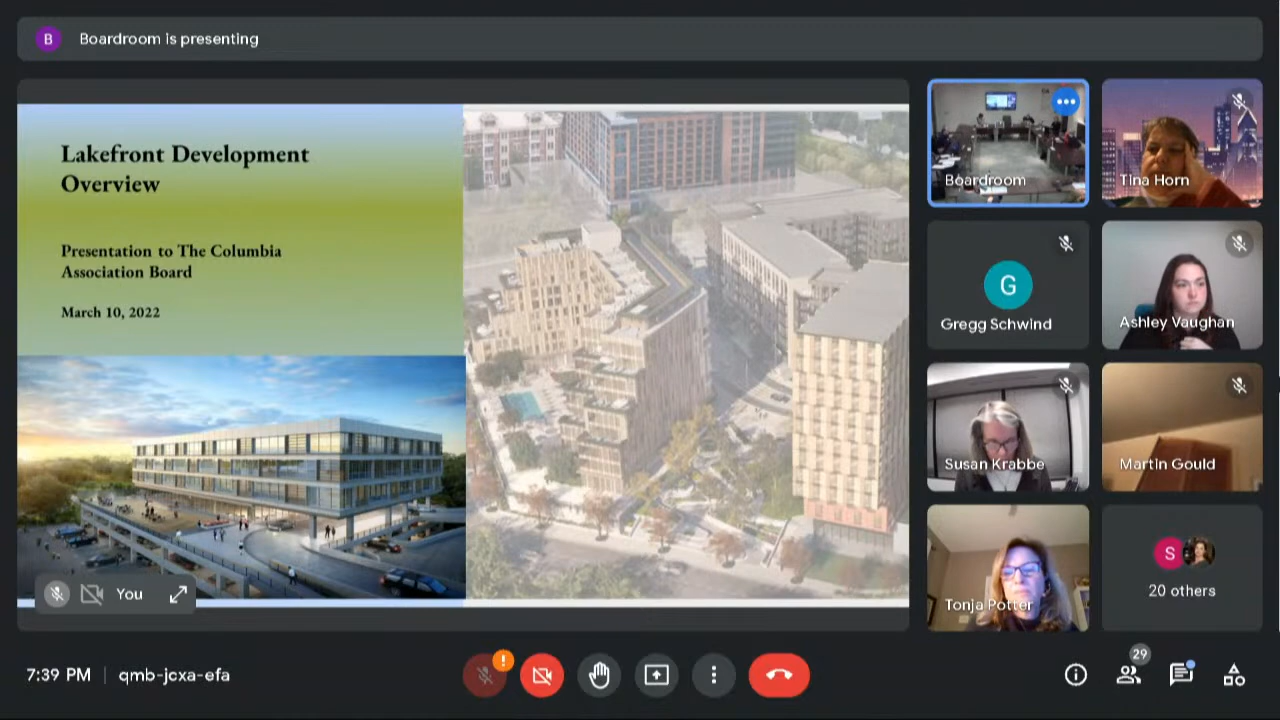 B
Boardroom is presenting
Lakefront Development
Overview
Presentation to The Columbia
Association Board
March 10, 2022
You
Boardroom
Tina Horn
G
Gregg Schwind
Ashley Vaughan
Susan Krabbe
Martin Gould
Tonja Potter
S
20 others
7:39 PM
qmb-jcxa-efa
!
29